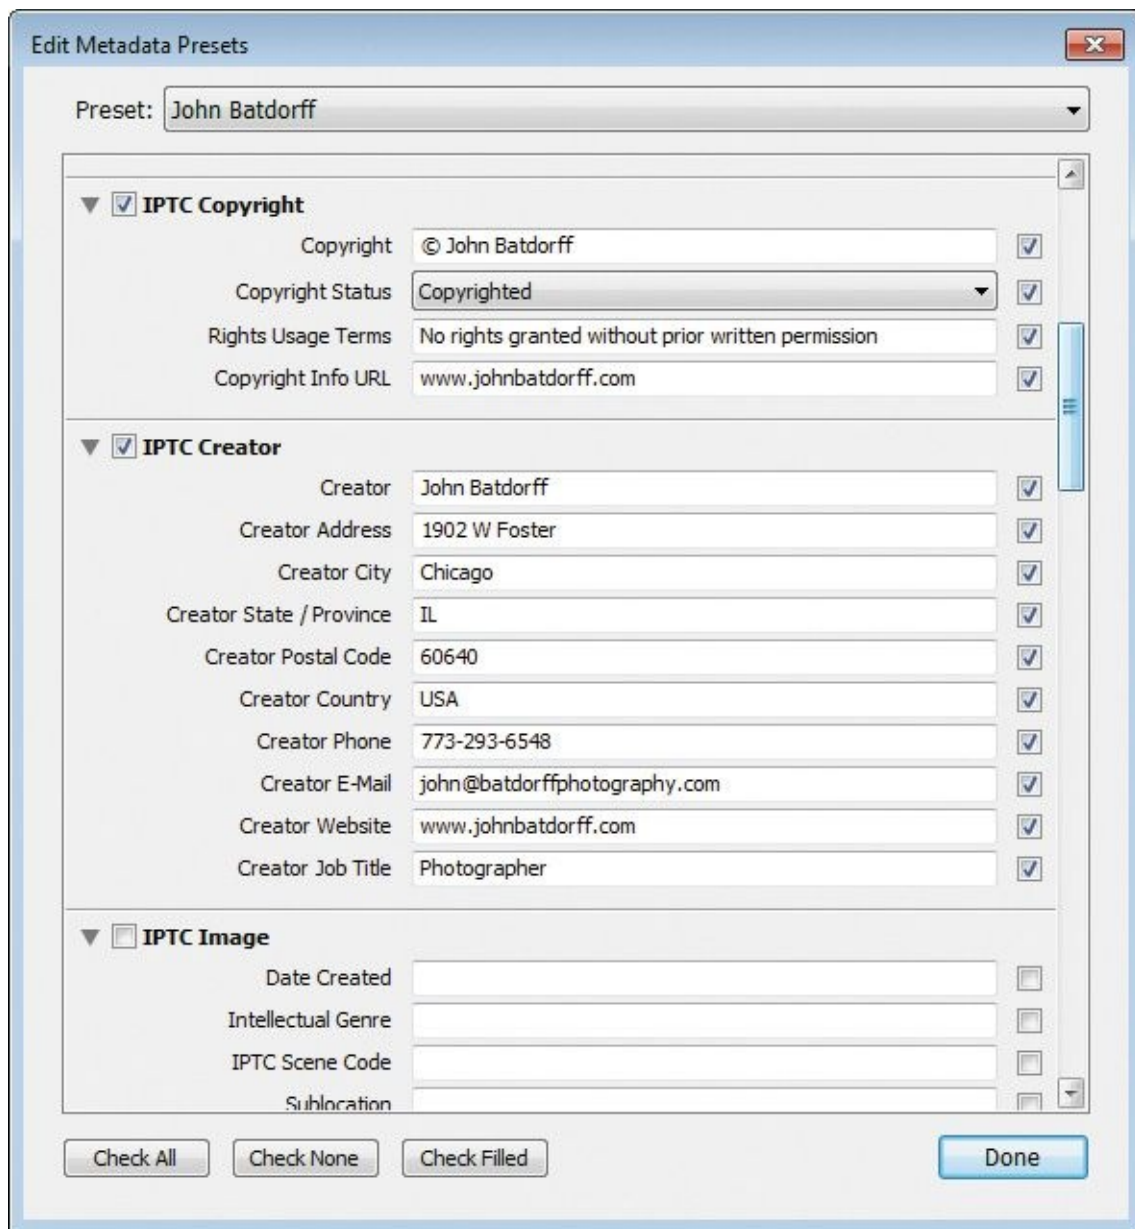 Edit Metadata Presets
Preset: John Batdorff
IPTC Copyright
Copyright © John Batdorff
Copyright Status Copyrighted
Rights Usage Terms No rights granted without prior written permission
Copyright Info URL www.johnbatdorff.com
IPTC Creator
Creator John Batdorff
Creator Address 1902 W Foster
Creator City Chicago
Creator State / Province IL
Creator Postal Code 60640
Creator Country USA
Creator Phone 773-293-6548
Creator E-Mail john@batdorffphotography.com
Creator Website www.johnbatdorff.com
Creator Job Title Photographer
IPTC Image
Date Created
Intellectual Genre
IPTC Scene Code
Sublocation
Check All Check None Check Filled Done